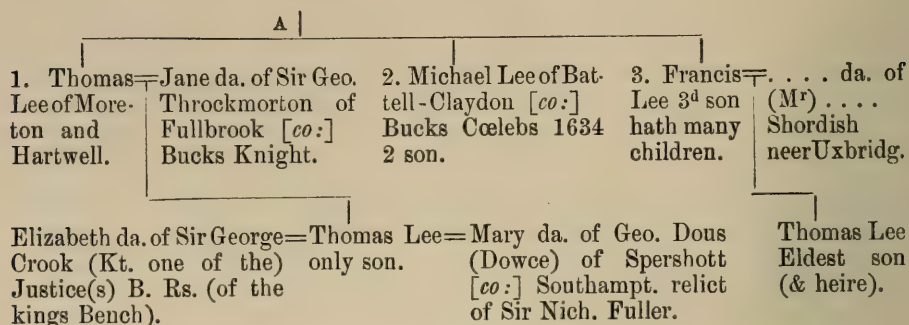 A
1. Thomas=Jane da. of Sir Geo.
Lee of More-
ton and
Hartwell.
Throckmorton of
Fullbrook [co:]
Bucks Knight.
2. Michael Lee of Bat-
tell-Claydon [co:]
Bucks Cœlebs 1634
2 son.
3. Francis=. . . . da. of
Lee 3d son
hath many
children.
(Mr) . . . .
Shordish
neer Uxbridg.
Elizabeth da. of Sir George=Thomas Lee=Mary da. of Geo. Dous
Crook (Kt. one of the)
Justice(s) B. Rs. (of the
kings Bench).
only son.
(Dowce) of Spershott
[co:] Southampt. relict
of Sir Nich. Fuller.
Thomas Lee
Eldest son
(& heire).